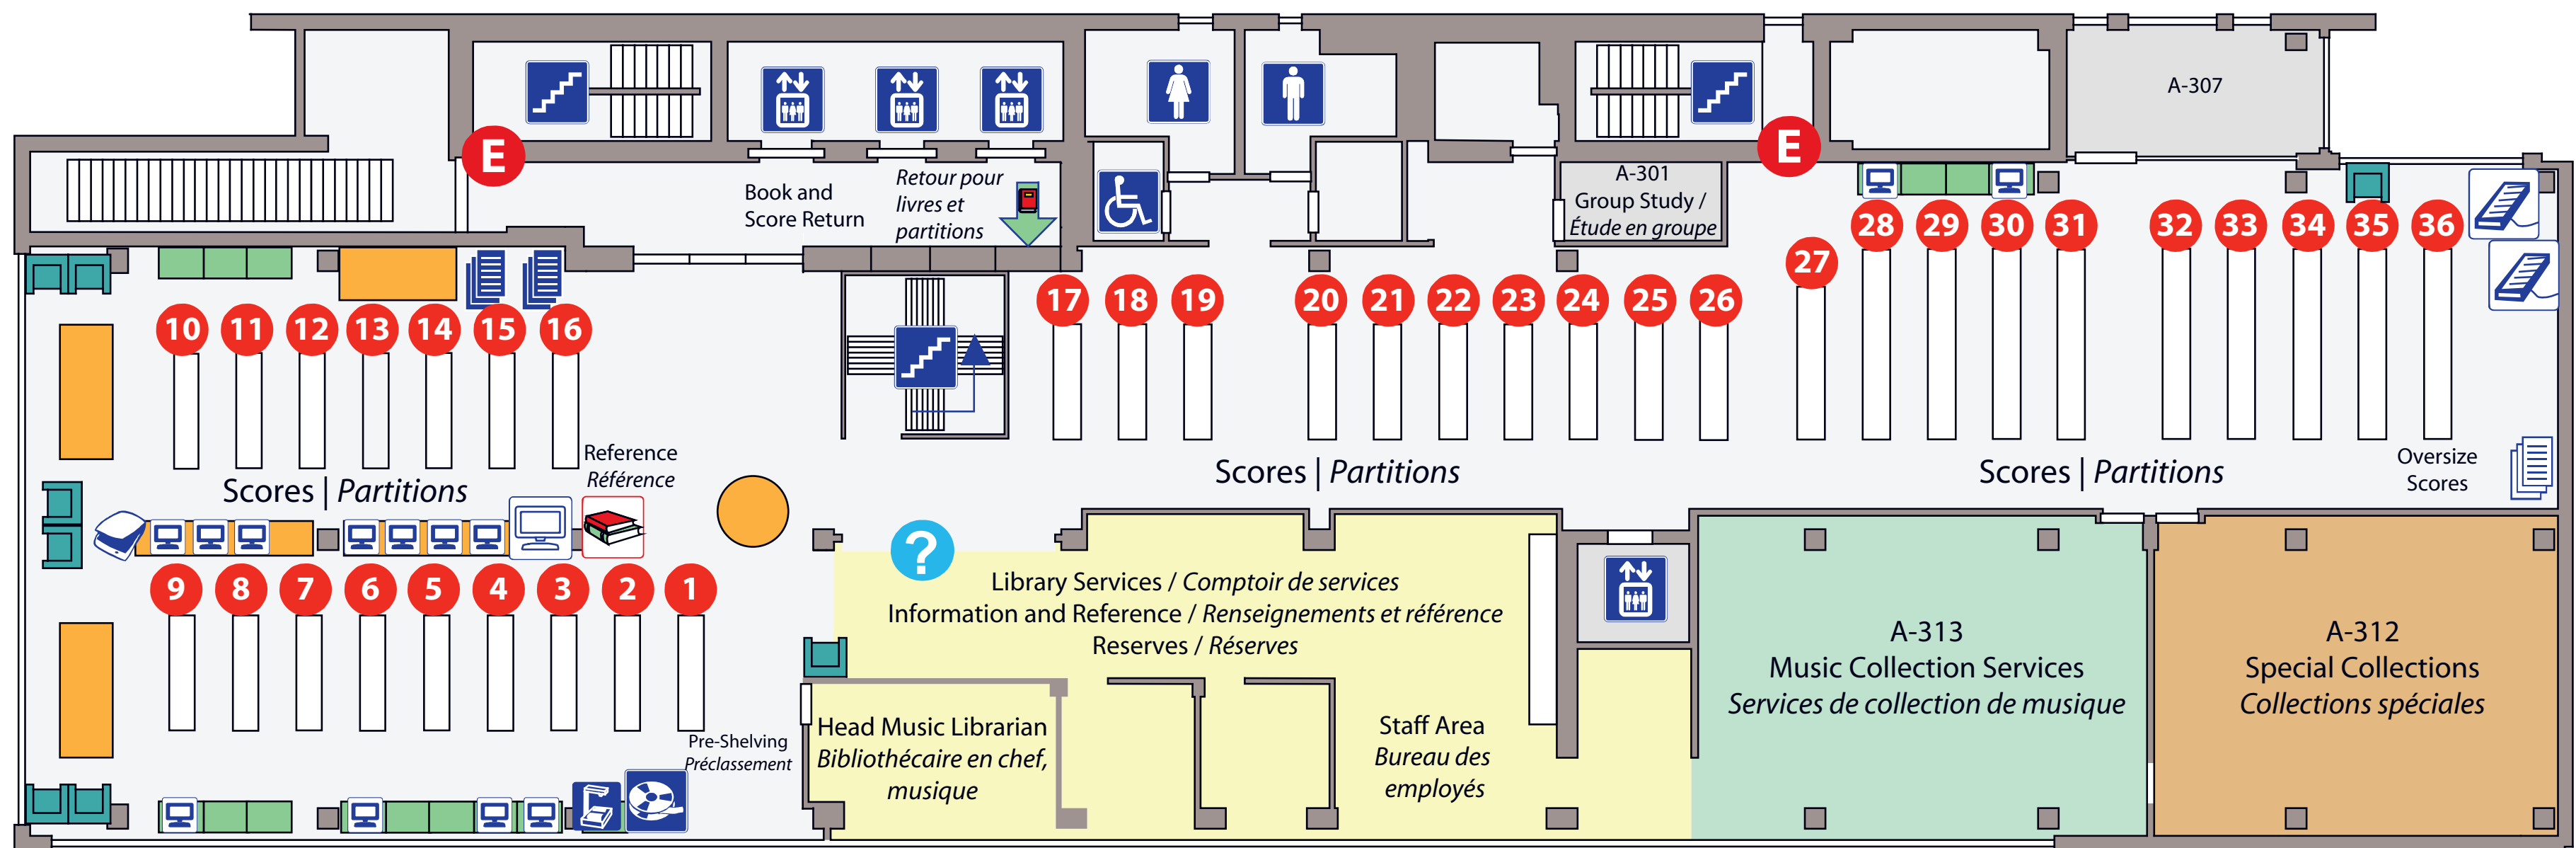 A-307
E
E
Book and
Score Return
Retour pour
livres et
partitions
A-301
Group Study /
Étude en groupe
28 29 30 31 32 33 34 35 36
27
17 18 19 20 21 22 23 24 25 26
10 11 12 13 14 15 16
Reference
Référence
Scores | Partitions
Scores | Partitions
Scores | Partitions
Oversize
Scores
?
9 8 7 6 5 4 3 2 1
Library Services / Comptoir de services
Information and Reference / Renseignements et référence
Reserves / Réserves
A-313
Music Collection Services
Services de collection de musique
A-312
Special Collections
Collections spéciales
Pre-Shelving
Préclassement
Head Music Librarian
Bibliothécaire en chef,
musique
Staff Area
Bureau des
employés